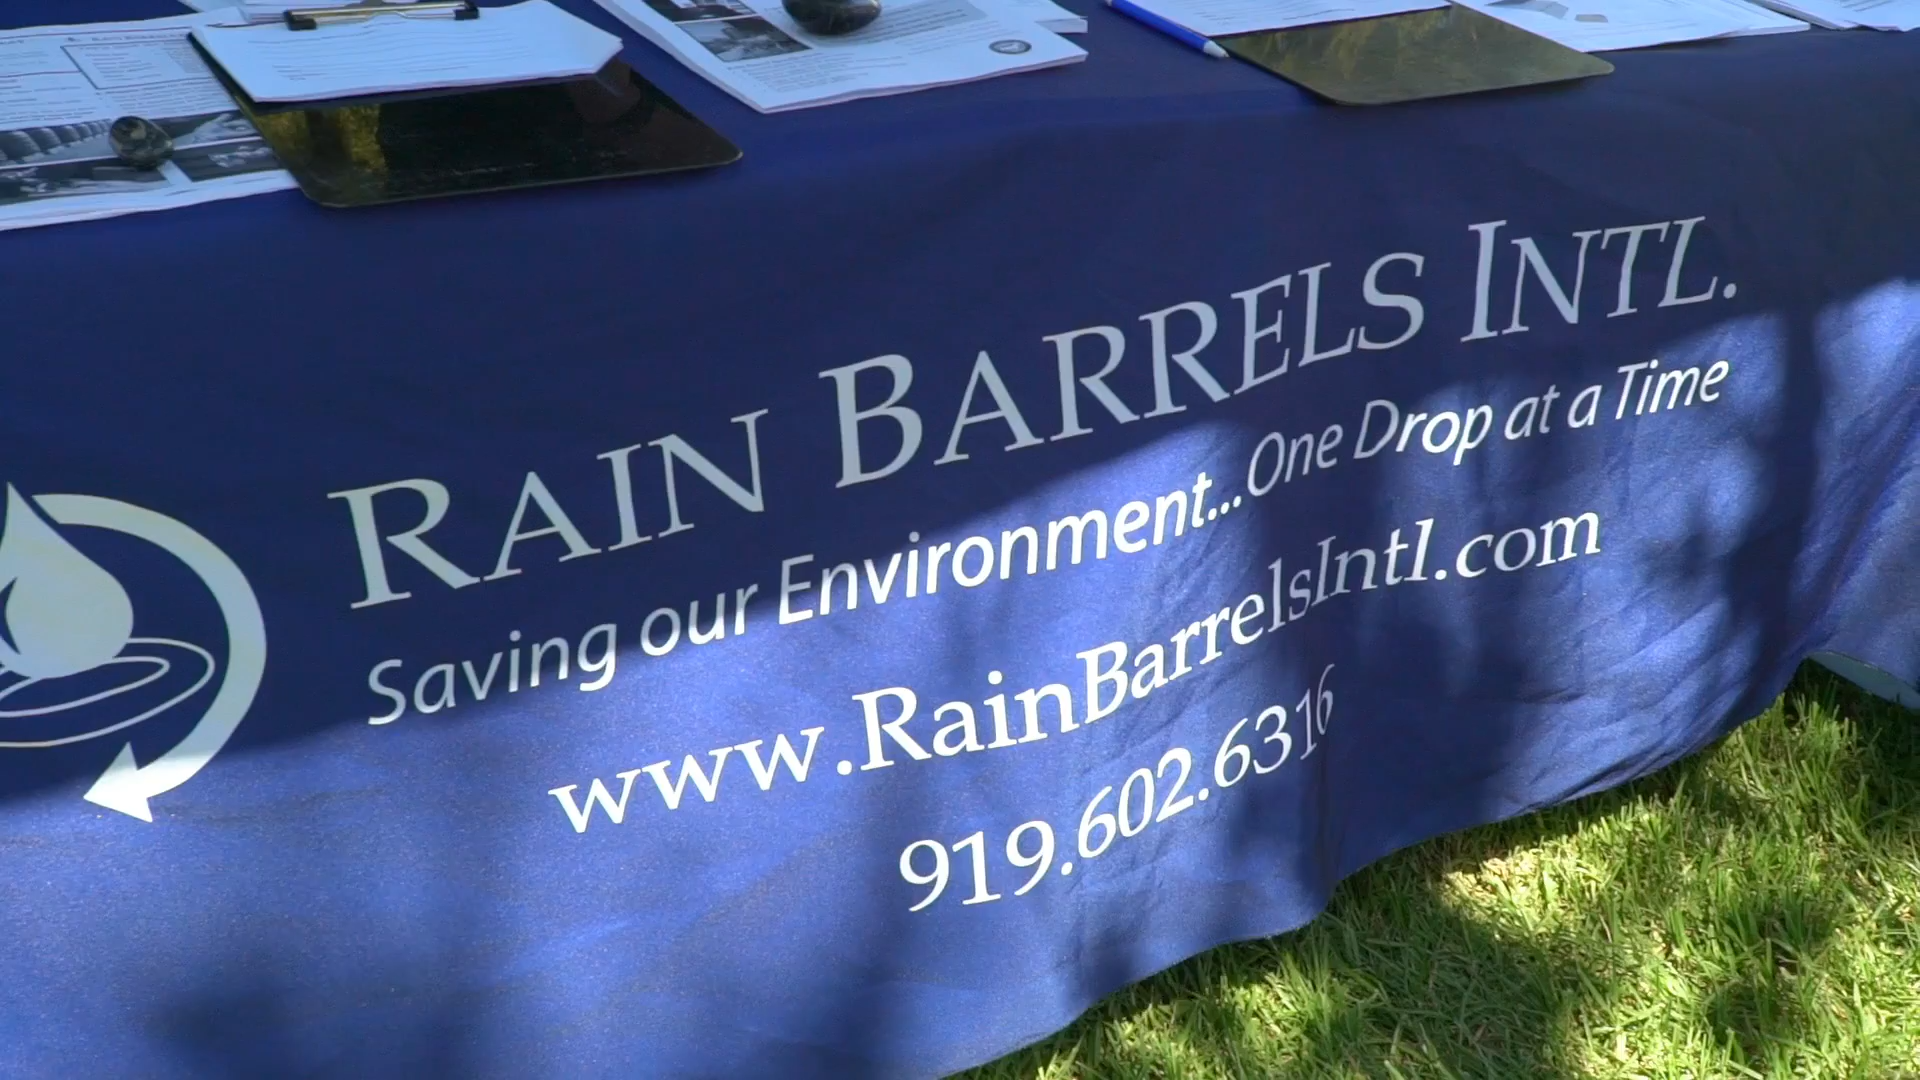 RAIN BARRELS INTL.
Saving our Environment...One Drop at a Time
www.RainBarrelsIntl.com
919.602.6316